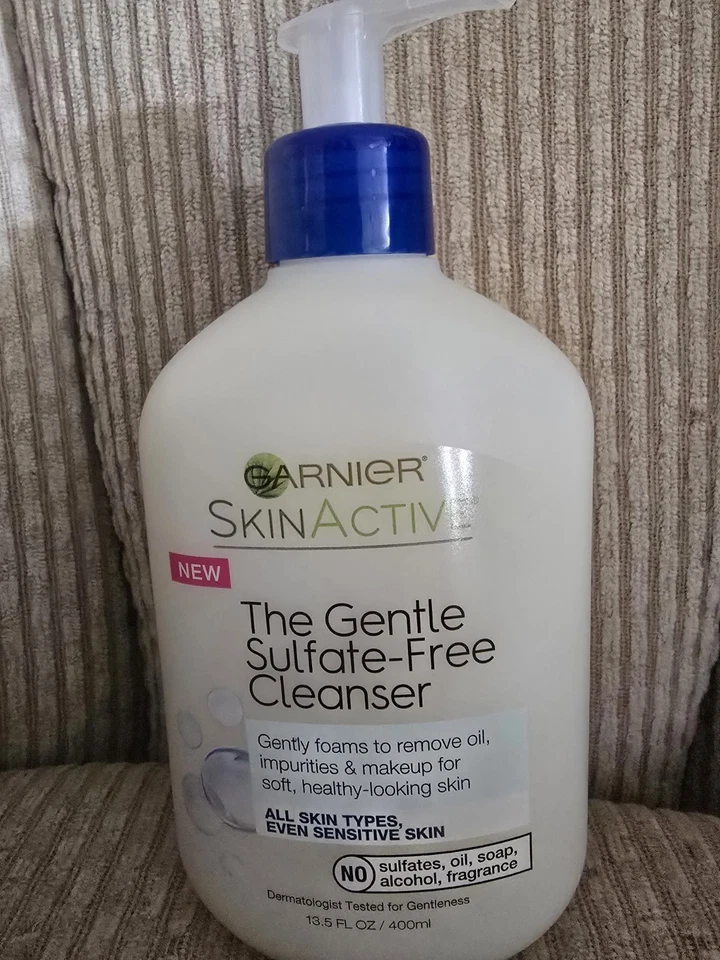 GARNIER®
SKINACTIVE
NEW
The Gentle
Sulfate-Free
Cleanser
Gently foams to remove oil,
impurities & makeup for
soft, healthy-looking skin
ALL SKIN TYPES,
EVEN SENSITIVE SKIN
NO sulfates, oil, soap,
alcohol, fragrance
Dermatologist Tested for Gentleness
13.5 FL OZ / 400ml